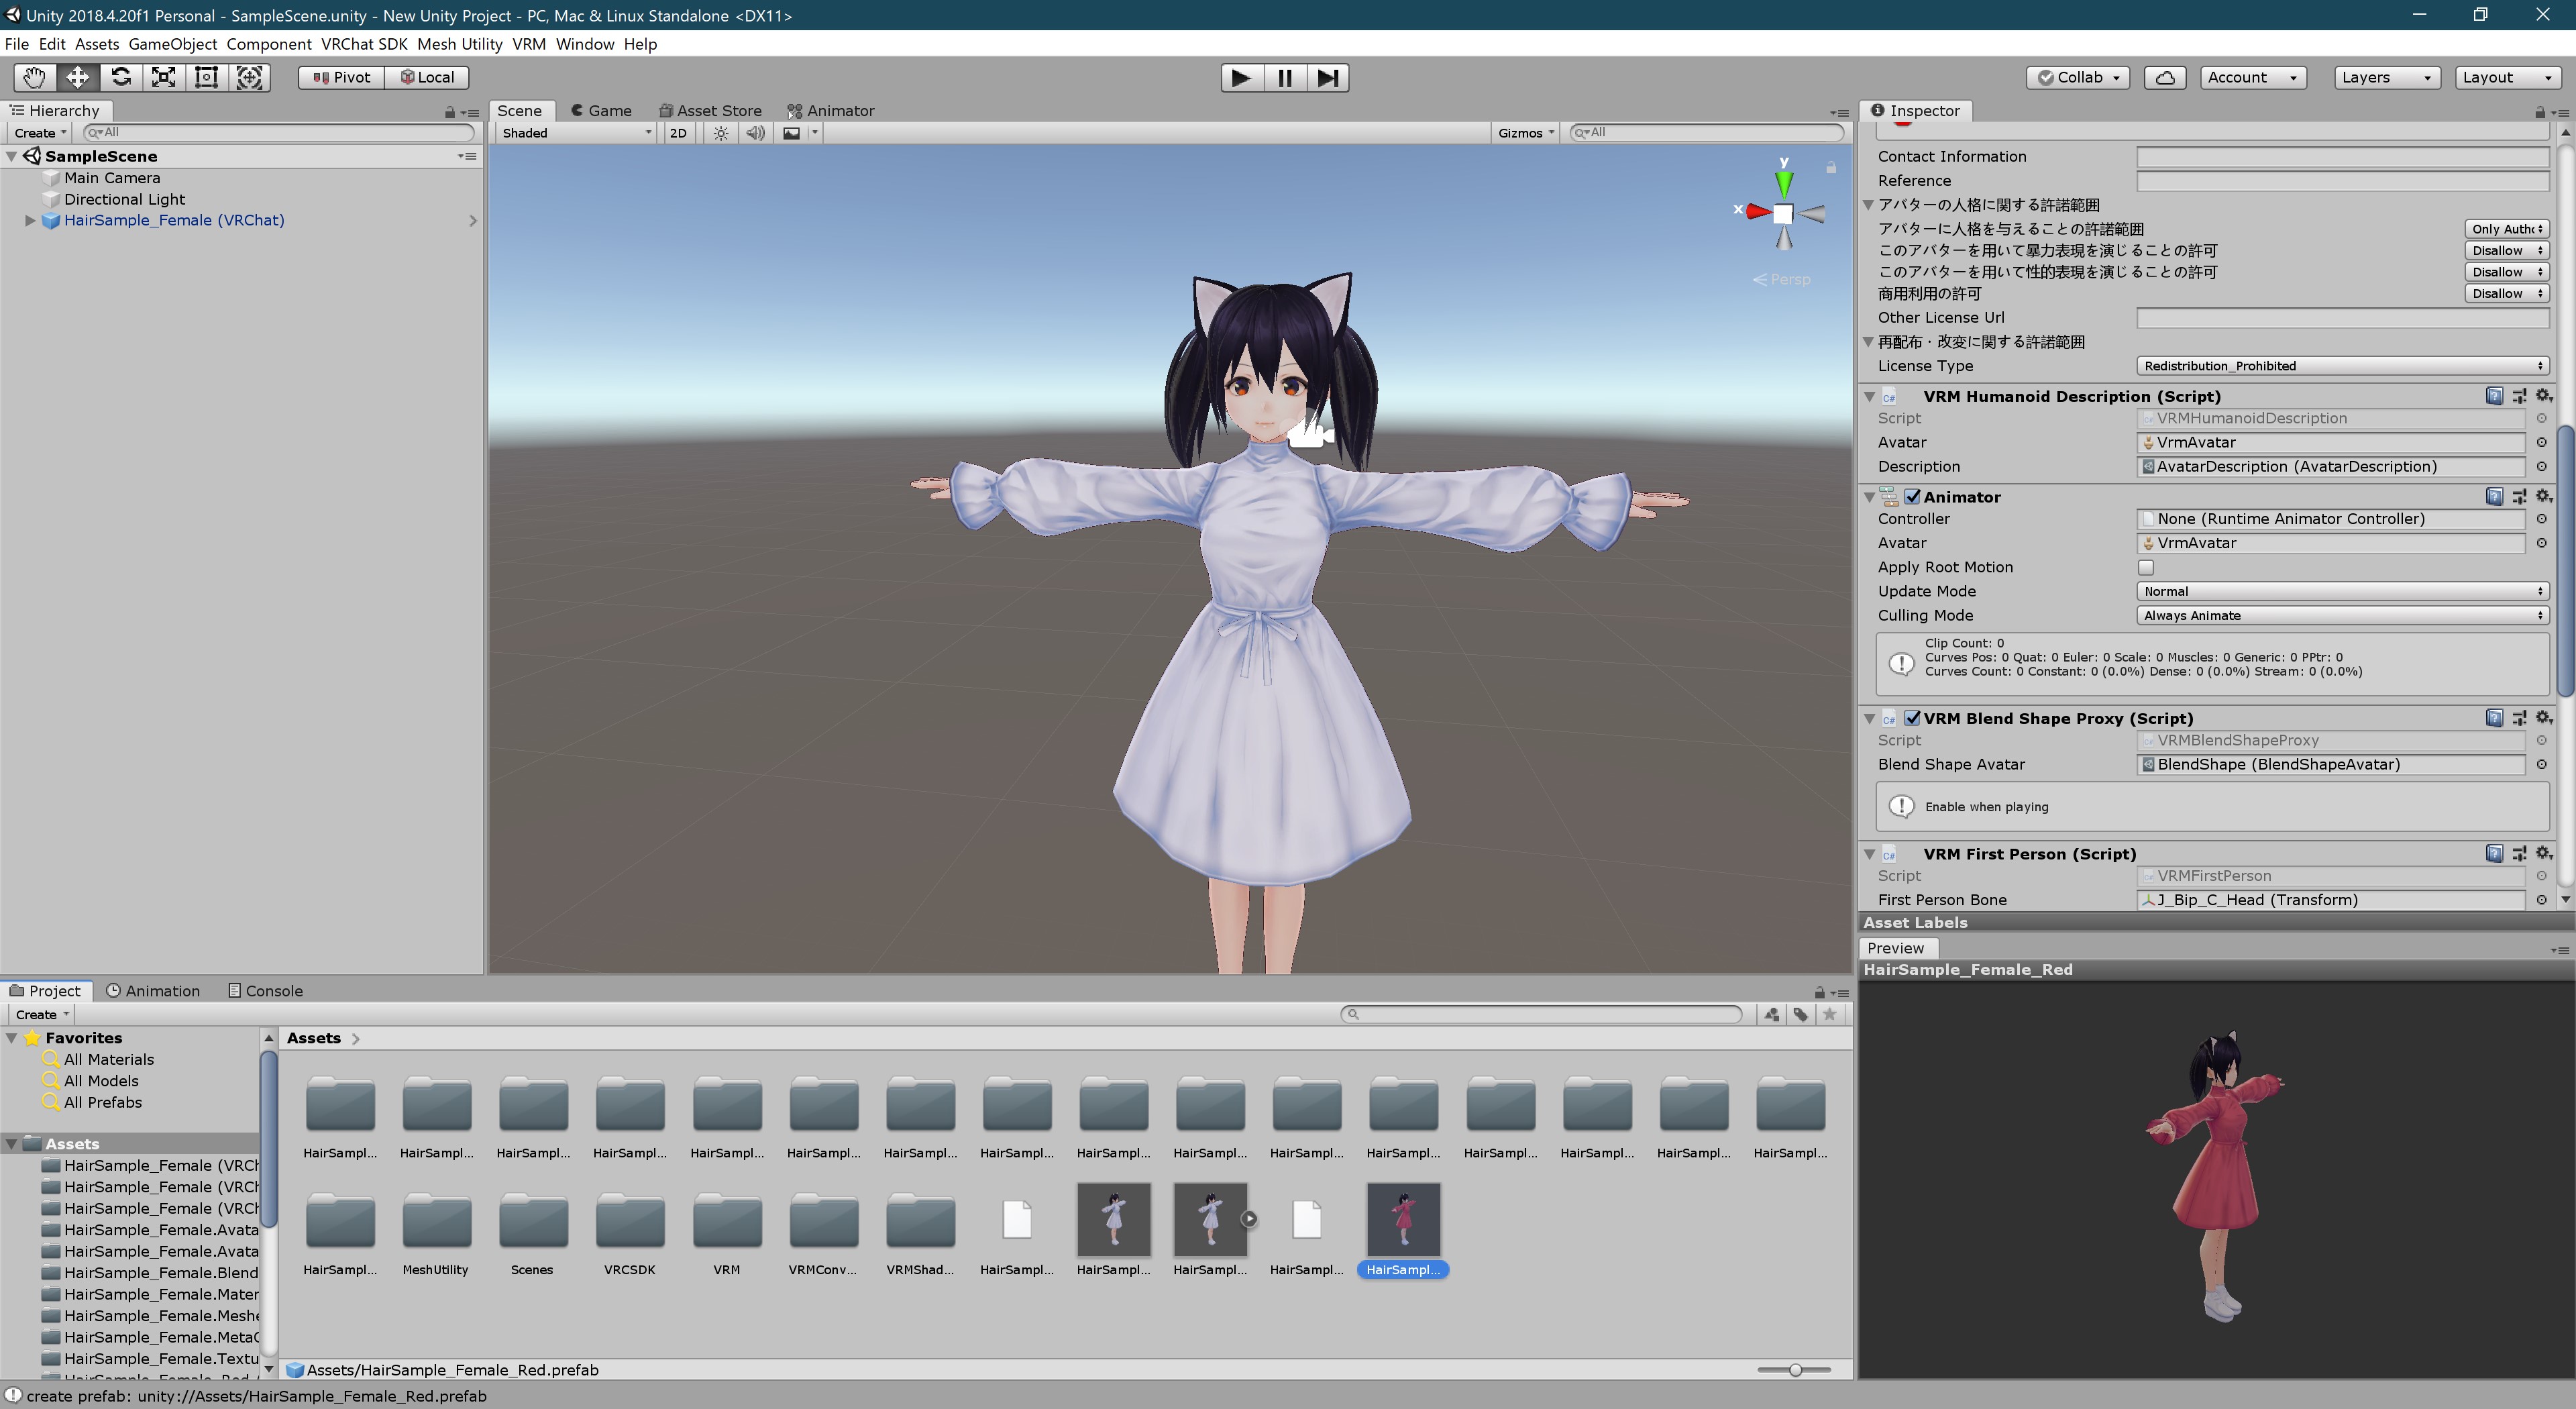 Unity 2018.4.20f1 Personal - SampleScene.unity - New Unity Project - PC, Mac & Linux Standalone <DX11>
File Edit Assets GameObject Component VRChat SDK Mesh Utility VRM Window Help
Pivot Local Collab Account Layers Layout
Hierarchy
Create All
SampleScene
Main Camera
Directional Light
HairSample_Female (VRChat)
Scene Game Asset Store Animator
Shaded 2D Gizmos All
y
x
Persp
Inspector
Contact Information
Reference
アバターの人格に関する許諾範囲
アバターに人格を与えることの許諾範囲 Only Autho
このアバターを用いて暴力表現を演じることの許可 Disallow
このアバターを用いて性的表現を演じることの許可 Disallow
商用利用の許可 Disallow
Other License Url
再配布・改変に関する許諾範囲
License Type Redistribution_Prohibited
VRM Humanoid Description (Script)
Script VRMHumanoidDescription
Avatar VrmAvatar
Description AvatarDescription (AvatarDescription)
Animator
Controller None (Runtime Animator Controller)
Avatar VrmAvatar
Apply Root Motion
Update Mode Normal
Culling Mode Always Animate
Clip Count: 0
Curves Pos: 0 Quat: 0 Euler: 0 Scale: 0 Muscles: 0 Generic: 0 PPtr: 0
Curves Count: 0 Constant: 0 (0.0%) Dense: 0 (0.0%) Stream: 0 (0.0%)
VRM Blend Shape Proxy (Script)
Script VRMBlendShapeProxy
Blend Shape Avatar BlendShape (BlendShapeAvatar)
Enable when playing
VRM First Person (Script)
Script VRMFirstPerson
First Person Bone J_Bip_C_Head (Transform)
Asset Labels
Preview
HairSample_Female_Red
Project Animation Console
Create
Favorites
All Materials
All Models
All Prefabs
Assets
HairSample_Female (VRCh
HairSample_Female (VRCh
HairSample_Female (VRCh
HairSample_Female.Avata
HairSample_Female.Avata
HairSample_Female.Blend
HairSample_Female.Mater
HairSample_Female.Meshe
HairSample_Female.MetaO
HairSample_Female.Textu
Assets
HairSampl... HairSampl... HairSampl... HairSampl... HairSampl... HairSampl... HairSampl... HairSampl... HairSampl... HairSampl... HairSampl... HairSampl... HairSampl... HairSampl... HairSampl... HairSampl...
HairSampl... MeshUtility Scenes VRCSDK VRM VRMConv... VRMShad... HairSampl... HairSampl... HairSampl... HairSampl... HairSampl...
Assets/HairSample_Female_Red.prefab
create prefab: unity://Assets/HairSample_Female_Red.prefab